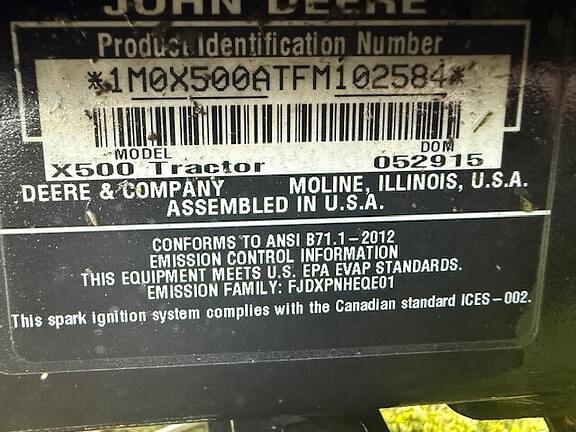 JOHN DEERE
Product Identification Number
*1M0X500ATFM102584*
MODEL DOM
X500 Tractor 052915
DEERE & COMPANY MOLINE, ILLINOIS, U.S.A.
ASSEMBLED IN U.S.A.
CONFORMS TO ANSI B71.1-2012
EMISSION CONTROL INFORMATION
THIS EQUIPMENT MEETS U.S. EPA EVAP STANDARDS.
EMISSION FAMILY: FJDXPNHEQE01
This spark ignition system complies with the Canadian standard ICES-002.